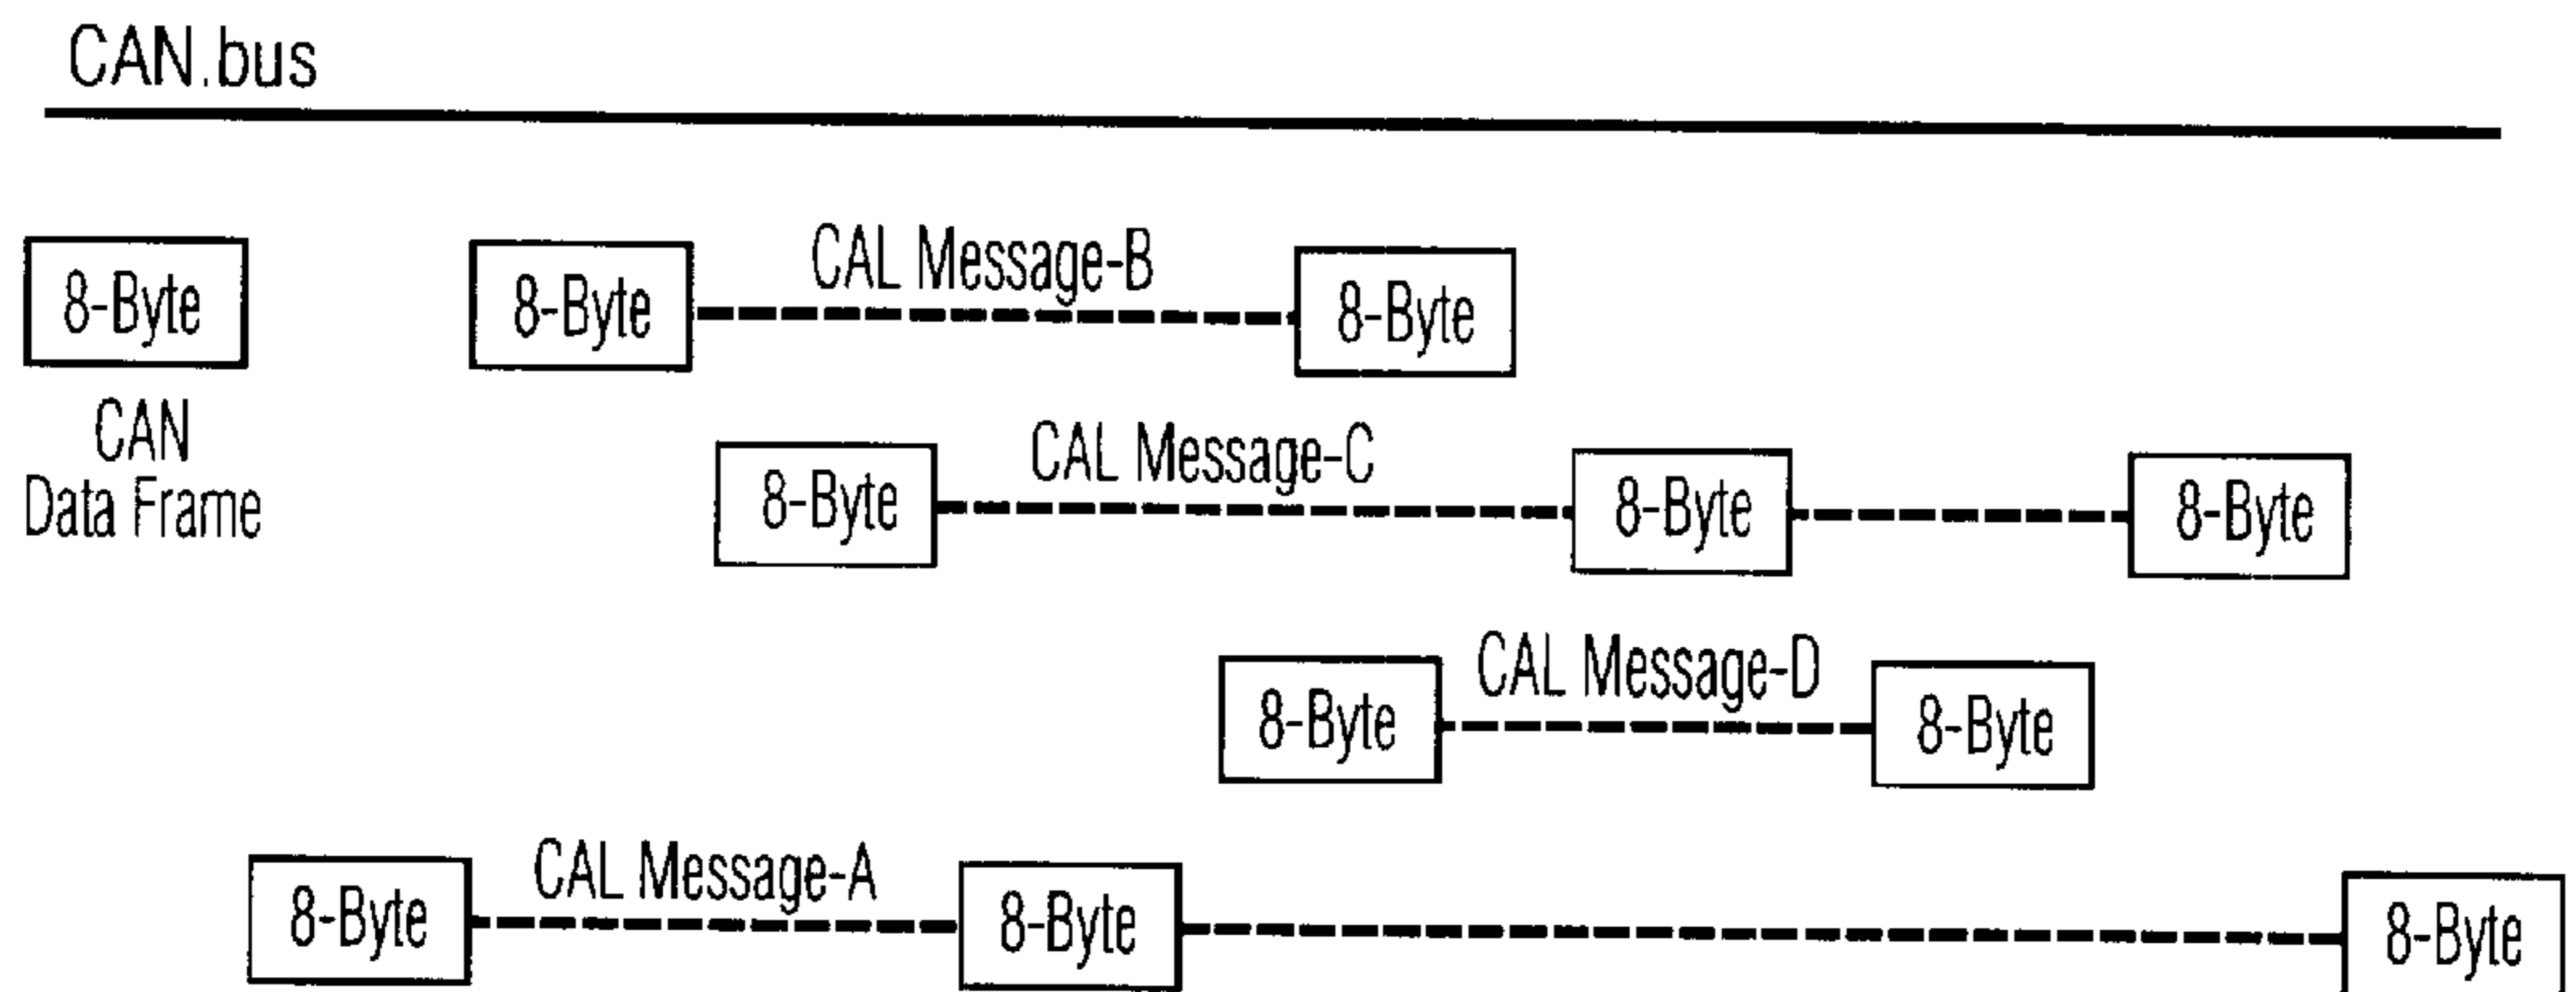 CAN.bus
8-Byte
CAN
Data Frame
8-Byte
CAL Message-B
8-Byte
8-Byte
CAL Message-C
8-Byte
8-Byte
8-Byte
CAL Message-D
8-Byte
8-Byte
CAL Message-A
8-Byte
8-Byte